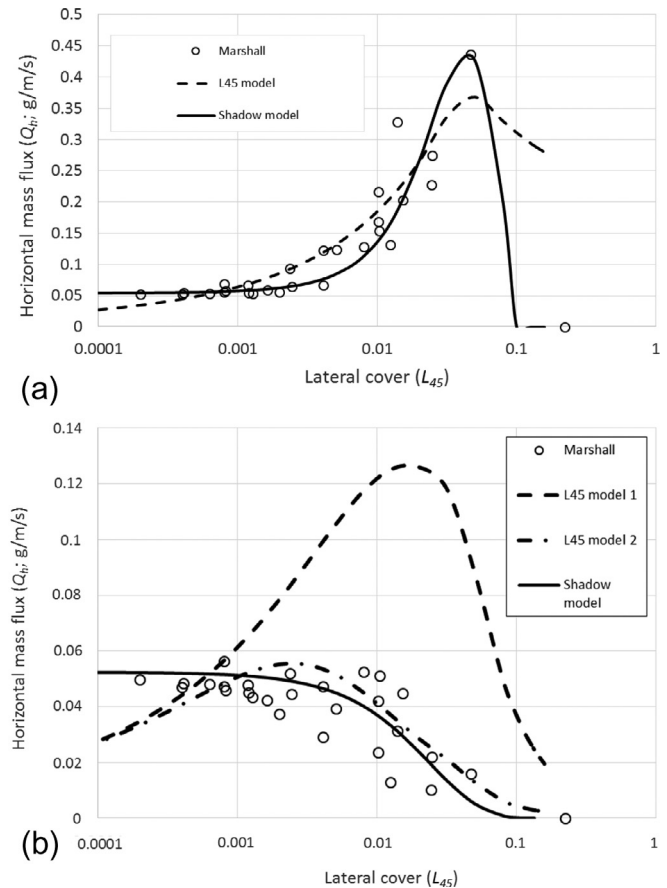 0.5
0.45
0.4
0.35
0.3
0.25
0.2
0.15
0.1
0.05
0
Horizontal mass flux (Qh; g/m/s)
Marshall
L45 model
Shadow model
0.0001 0.001 0.01 0.1 1
Lateral cover (L45)
(a)
0.14
0.12
0.1
0.08
0.06
0.04
0.02
0
Horizontal mass flux (Qh; g/m/s)
Marshall
L45 model 1
L45 model 2
Shadow
model
0.0001 0.001 0.01 0.1 1
Lateral cover (L45)
(b)